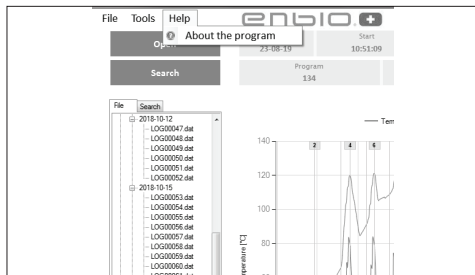 File Tools Help
enbio
About the program
Open
23-08-19
Start
10:51:09
Search
Program
134
File Search
2018-10-12
LOG00047.dat
LOG00048.dat
LOG00049.dat
LOG00050.dat
LOG00051.dat
LOG00052.dat
2018-10-15
LOG00053.dat
LOG00054.dat
LOG00055.dat
LOG00056.dat
LOG00057.dat
LOG00058.dat
LOG00059.dat
LOG00060.dat
Tem
2 4 6
140
120
100
80
mperature [°C]